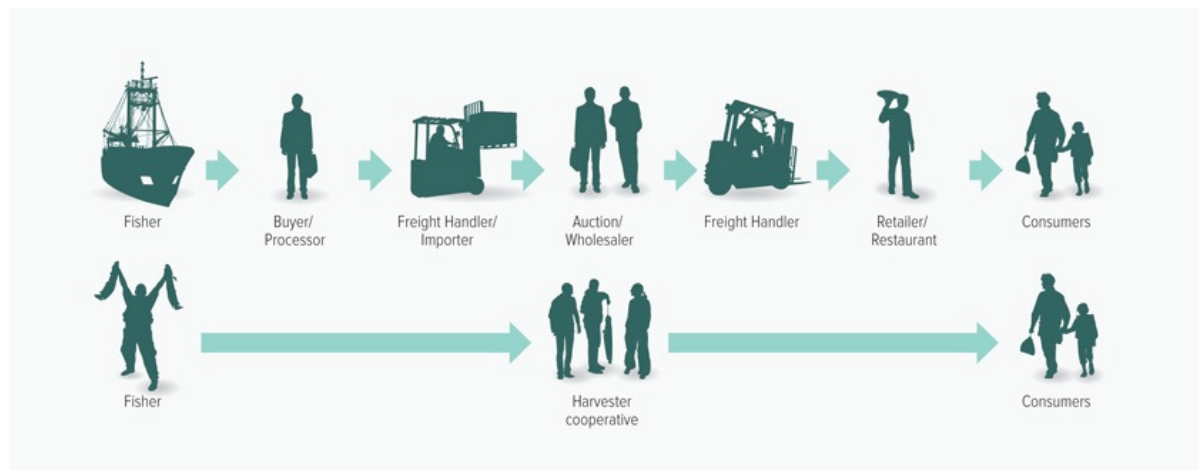 Fisher
Buyer/
Processor
Freight Handler/
Importer
Auction/
Wholesaler
Freight Handler
Retailer/
Restaurant
Consumers
Fisher
Harvester
cooperative
Consumers